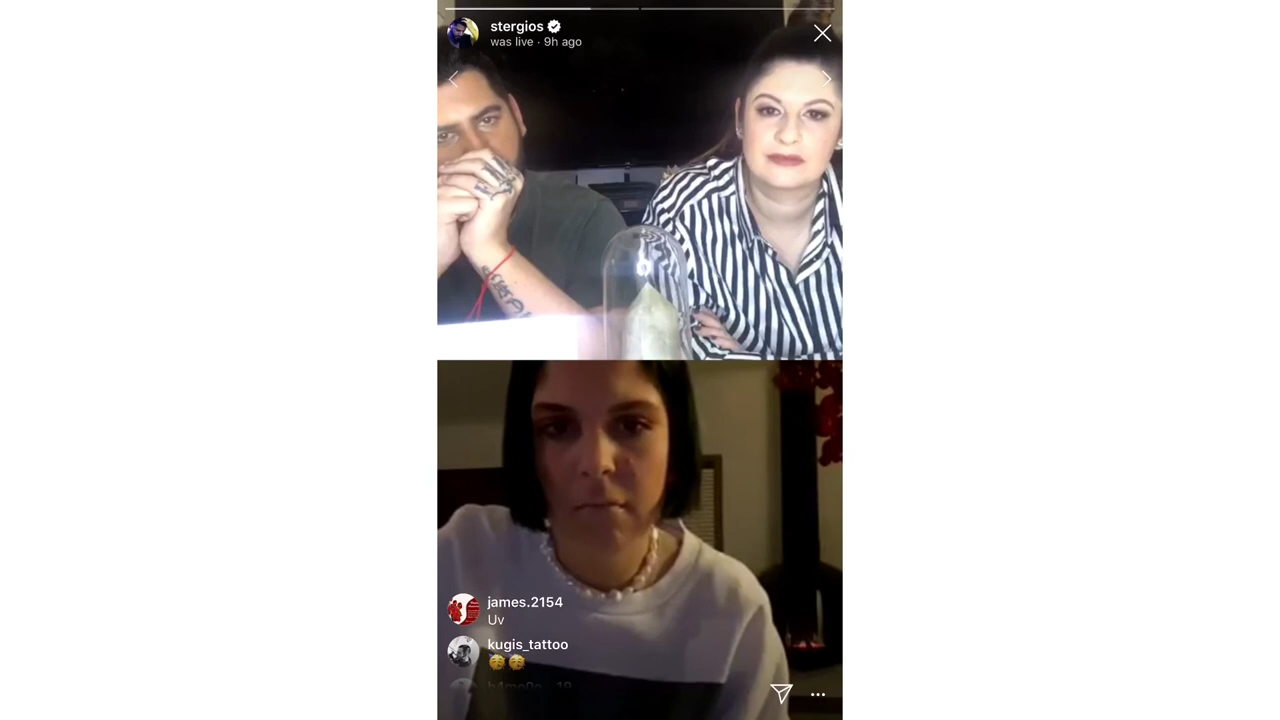 stergios
was live · 9h ago
james.2154
Uv
kugis_tattoo
🥳🥳